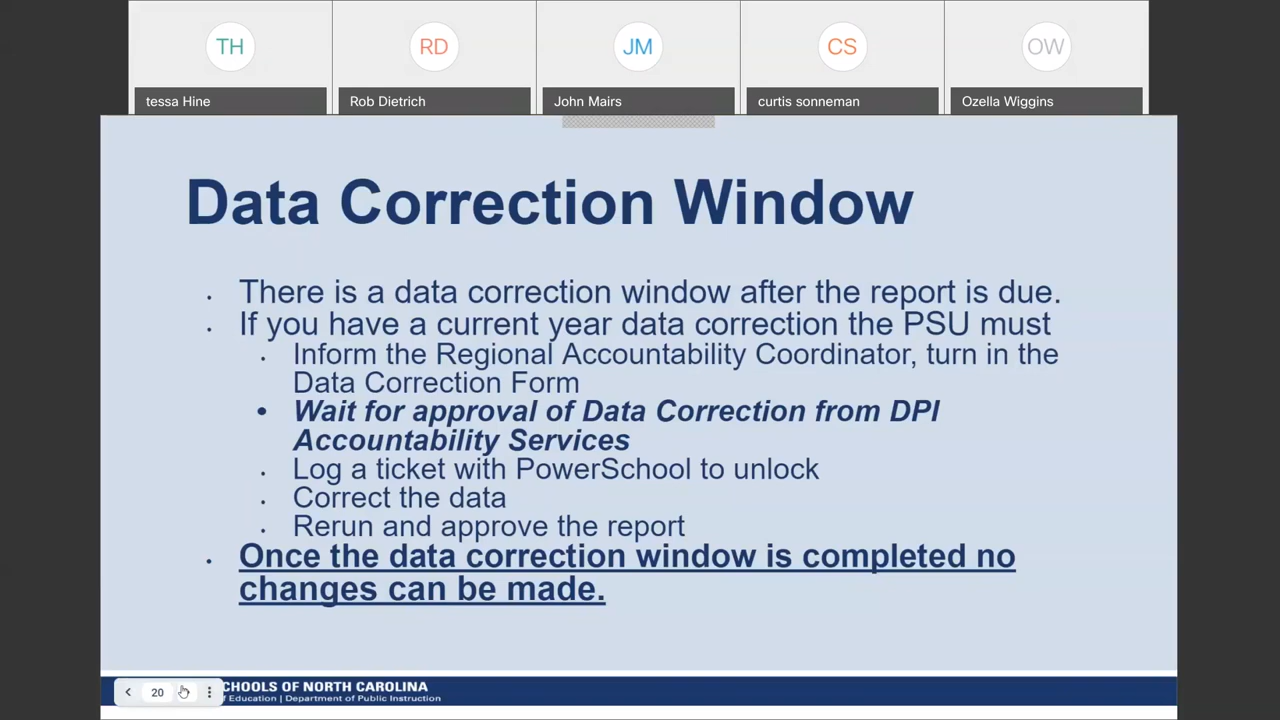 TH RD JM CS OW
tessa Hine Rob Dietrich John Mairs curtis sonneman Ozella Wiggins
Data Correction Window
There is a data correction window after the report is due.
If you have a current year data correction the PSU must
Inform the Regional Accountability Coordinator, turn in the
Data Correction Form
Wait for approval of Data Correction from DPI
Accountability Services
Log a ticket with PowerSchool to unlock
Correct the data
Rerun and approve the report
Once the data correction window is completed no
changes can be made.
20
CHOOLS OF NORTH CAROLINA
f Education | Department of Public Instruction